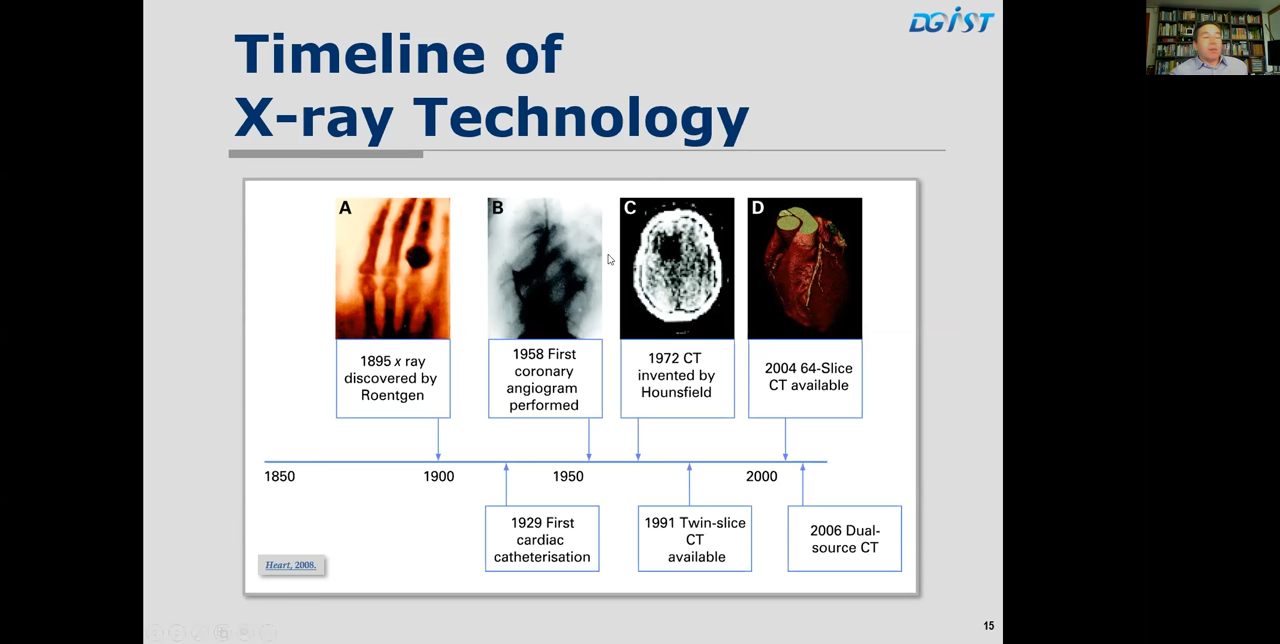 DGIST
Timeline of
X-ray Technology
A
B
C
D
1895 x ray
discovered by
Roentgen
1958 First
coronary
angiogram
performed
1972 CT
invented by
Hounsfield
2004 64-Slice
CT available
1850
1900
1950
2000
1929 First
cardiac
catheterisation
1991 Twin-slice
CT
available
2006 Dual-
source CT
Heart, 2008.
15